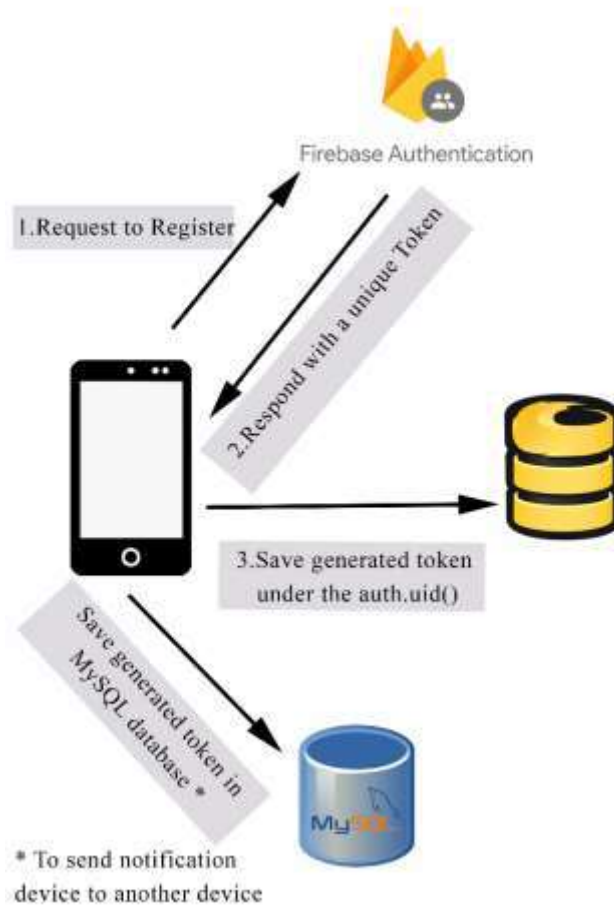 Firebase Authentication
1.Request to Register
2.Respond with a unique Token
3.Save generated token
under the auth.uid()
Save generated token in
MySQL database *
MySQL
* To send notification
device to another device